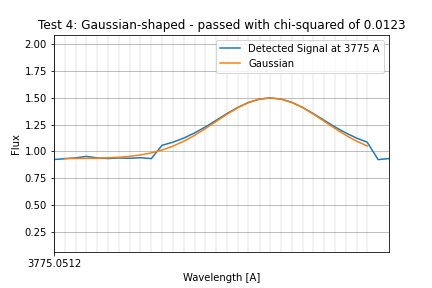 Test 4: Gaussian-shaped - passed with chi-squared of 0.0123
2.00
1.75
1.50
1.25
1.00
0.75
0.50
0.25
Flux
Detected Signal at 3775 A
Gaussian
3775.0512
Wavelength [A]